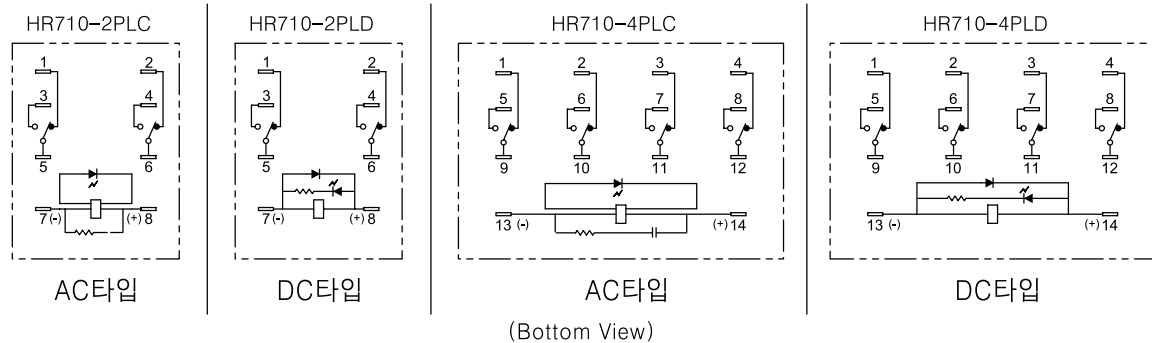 HR710-2PLC
1 2
3 4
5 6
7 (-) (+) 8
AC타입
HR710-2PLD
1 2
3 4
5 6
7 (-) (+) 8
DC타입
HR710-4PLC
1 2 3 4
5 6 7 8
9 10 11 12
13 (-) (+) 14
AC타입
HR710-4PLD
1 2 3 4
5 6 7 8
9 10 11 12
13 (-) (+) 14
DC타입
(Bottom View)